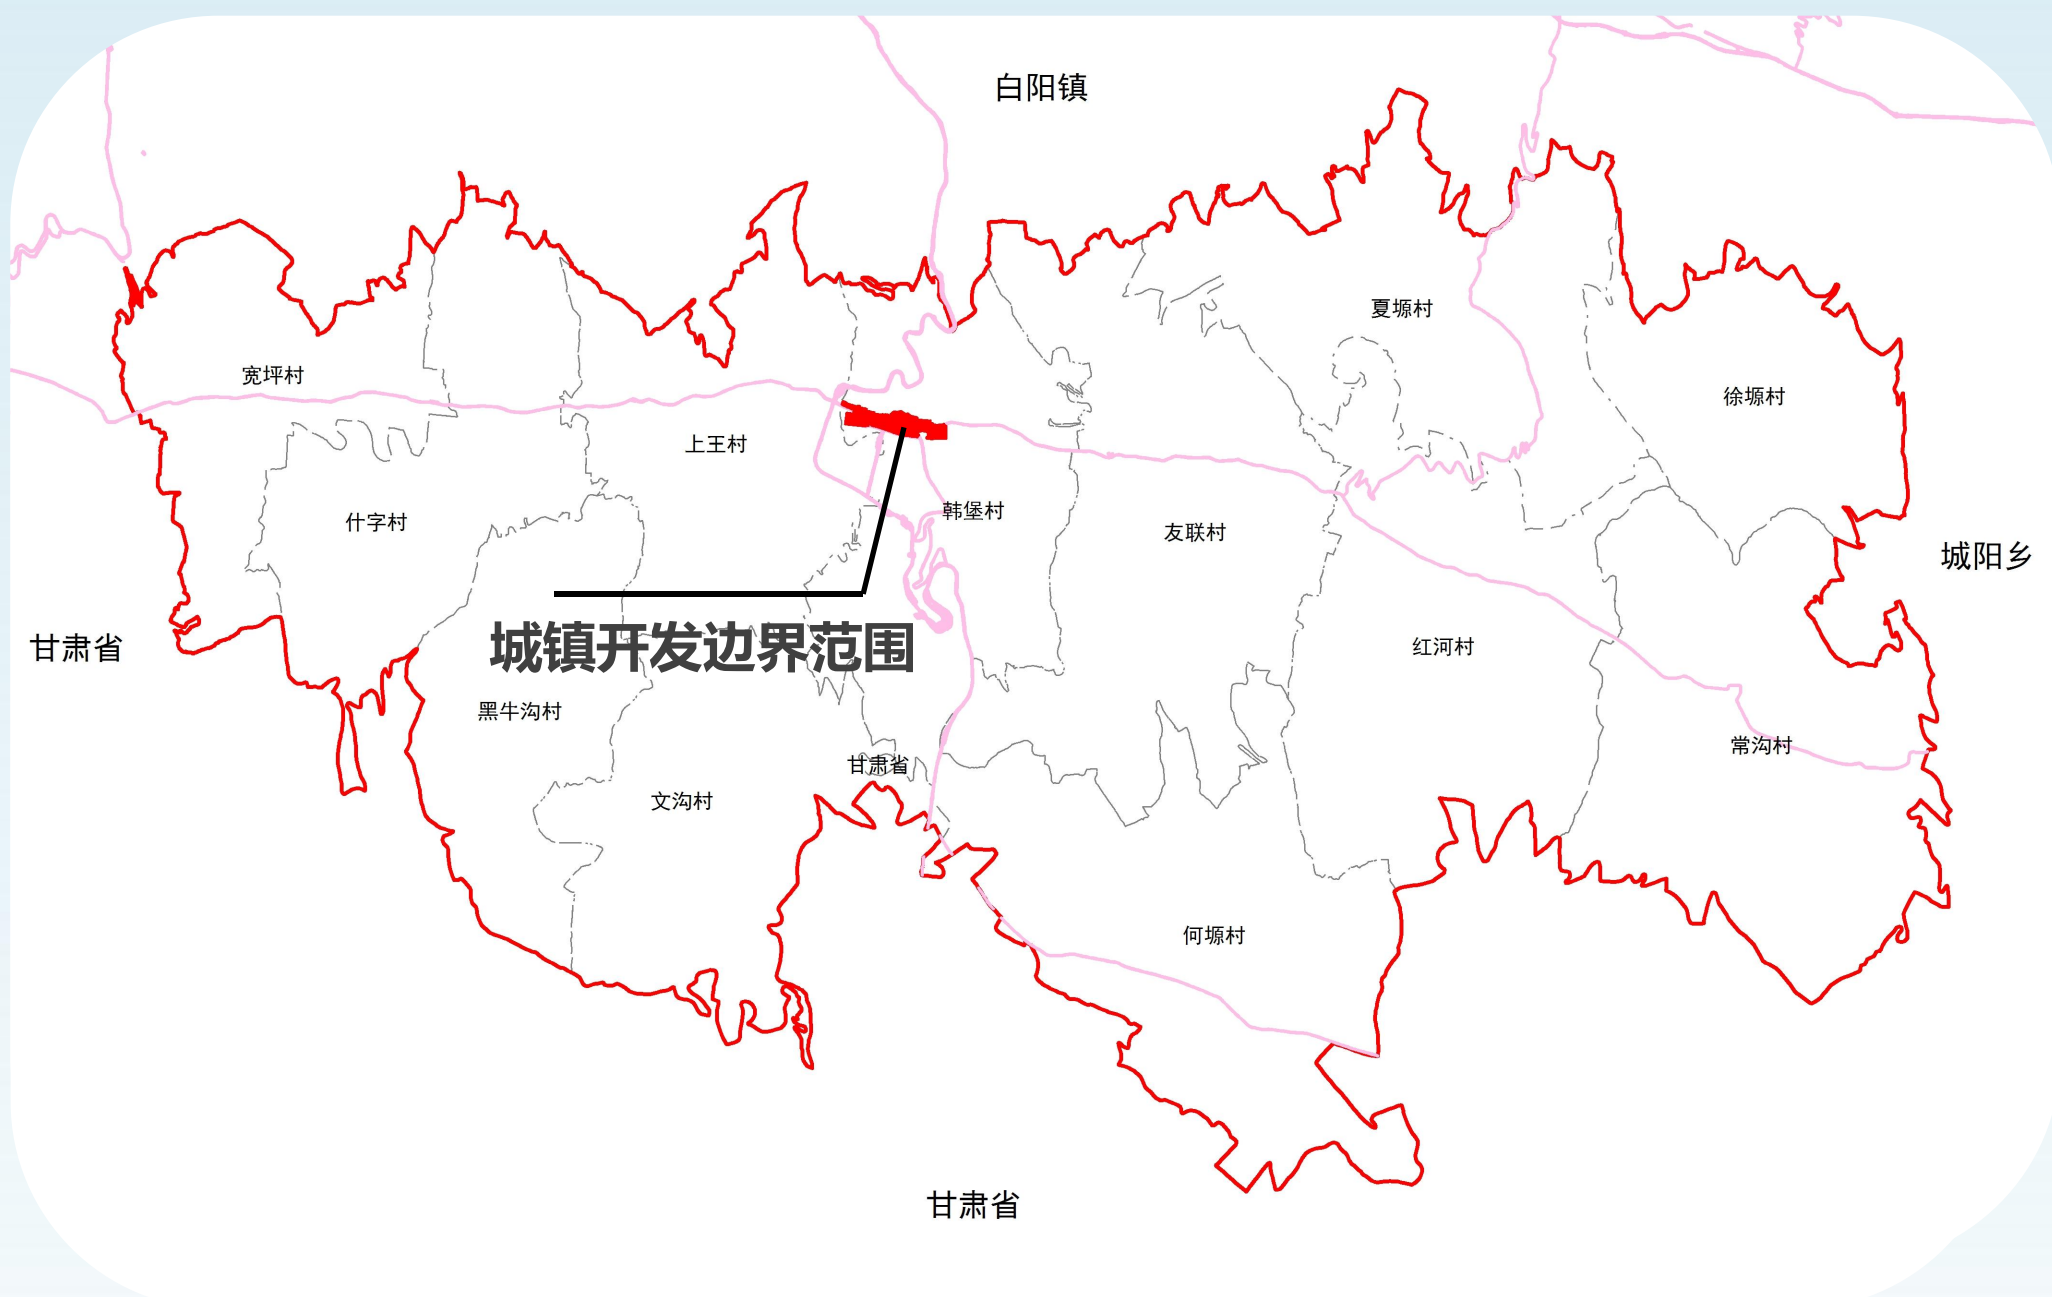 白阳镇
夏塬村
宽坪村
徐塬村
上王村
韩堡村
什字村
友联村
城阳乡
甘肃省
城镇开发边界范围
红河村
黑牛沟村
常沟村
甘肃省
文沟村
何塬村
甘肃省